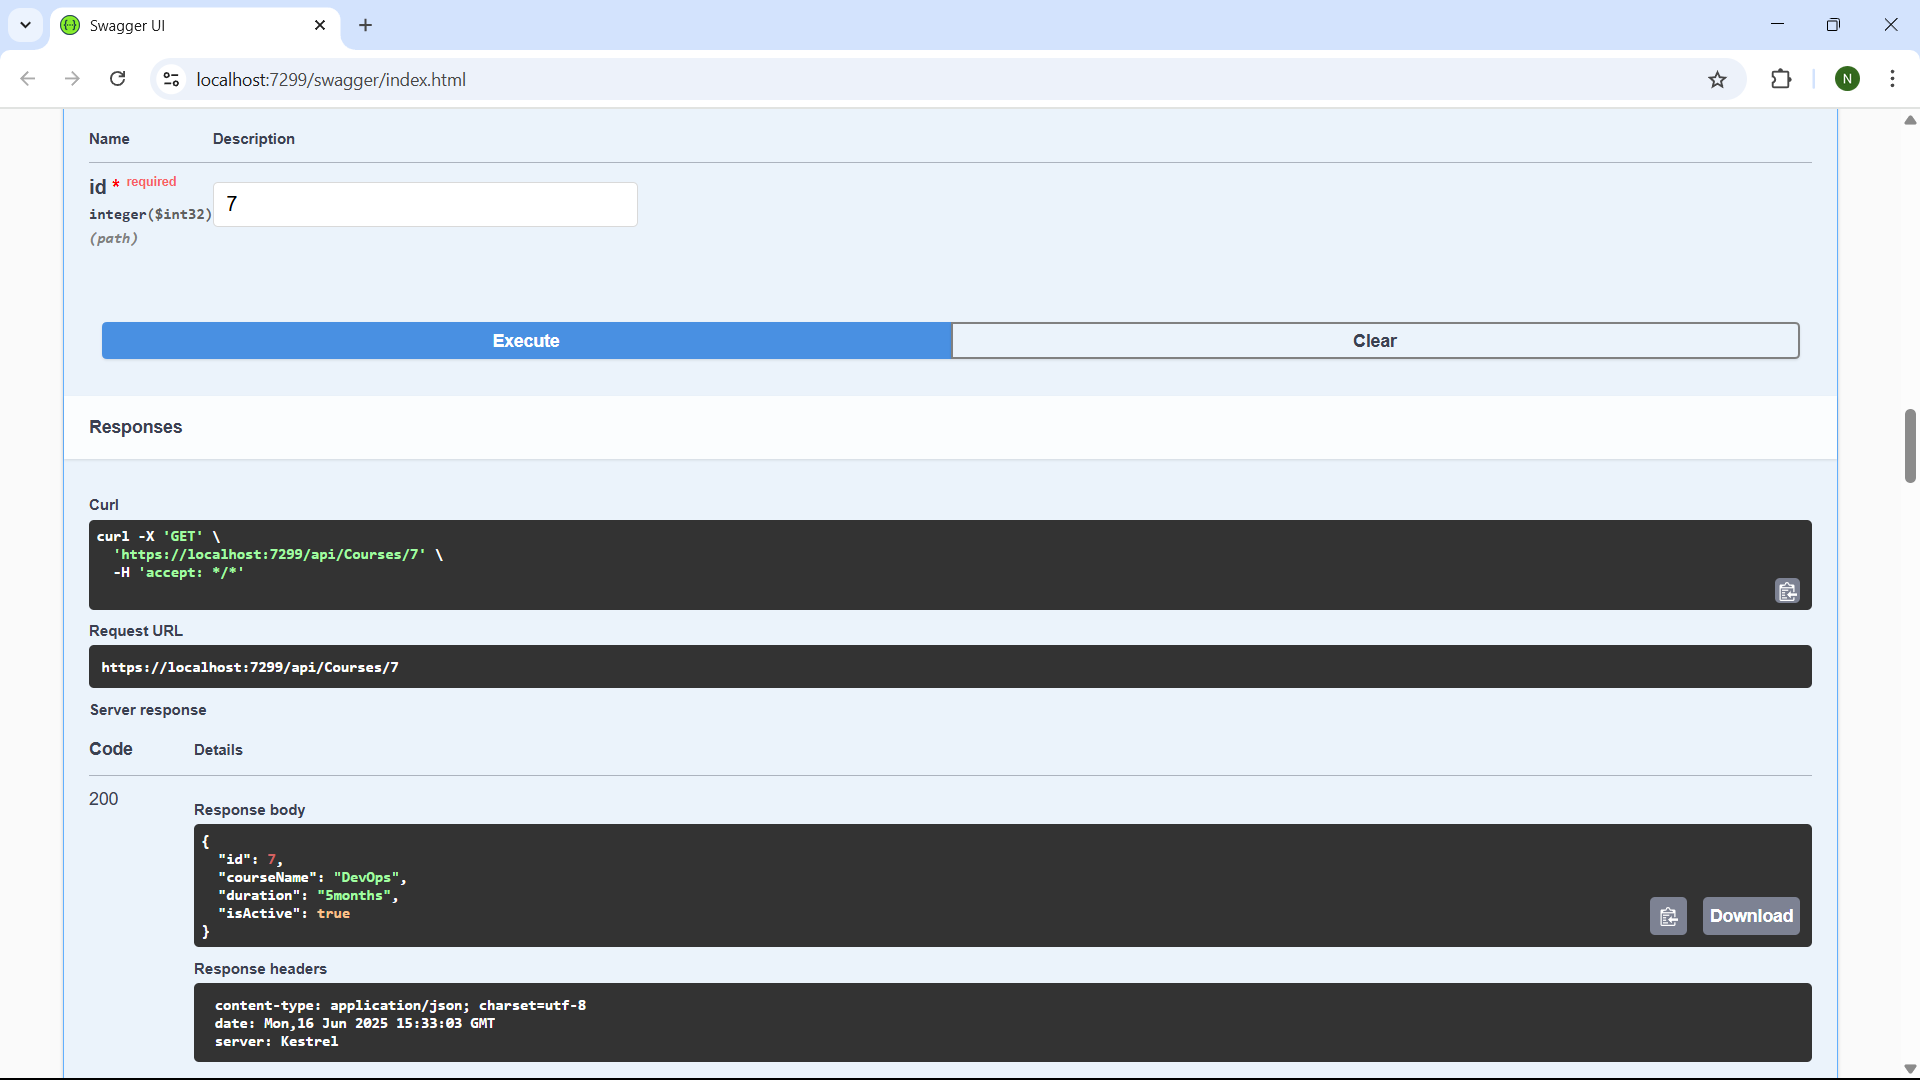 Swagger UI
localhost:7299/swagger/index.html
N
Name Description
id * required
integer($int32)
(path)
7
Execute Clear
Responses
Curl
curl -X 'GET' \
'https://localhost:7299/api/Courses/7' \
-H 'accept: */*'
Request URL
https://localhost:7299/api/Courses/7
Server response
Code Details
200
Response body
{
"id": 7,
"courseName": "DevOps",
"duration": "5months",
"isActive": true
}
Download
Response headers
content-type: application/json; charset=utf-8
date: Mon,16 Jun 2025 15:33:03 GMT
server: Kestrel